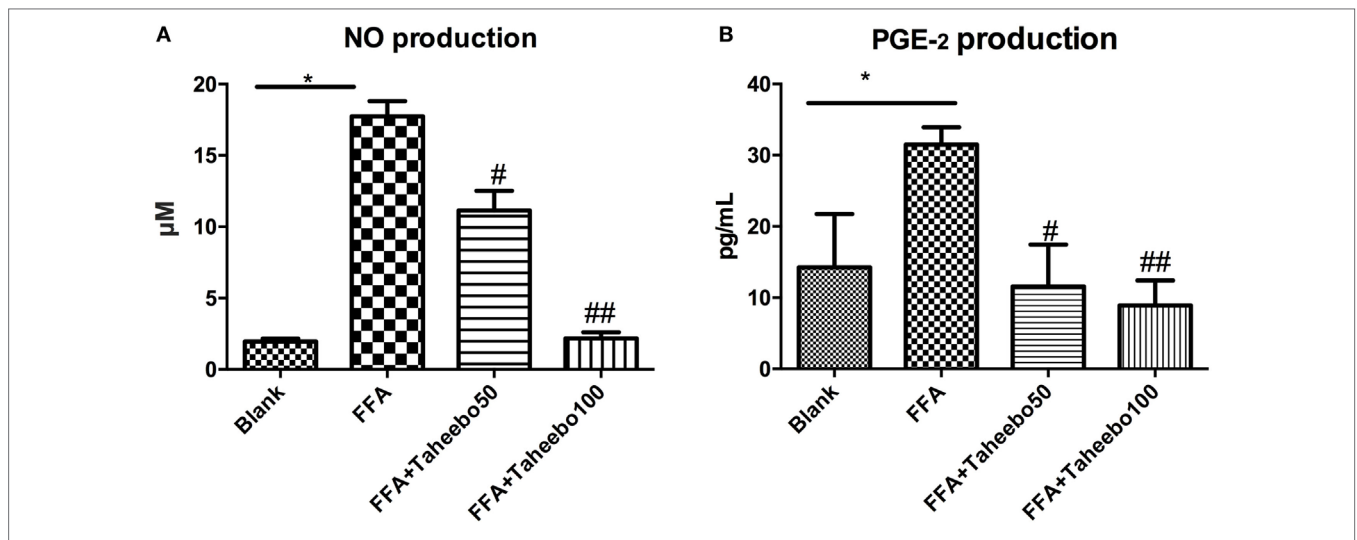 A
NO production
*
20
15
10
5
0
µM
#
##
Blank
FFA
FFA+Taheebo50
FFA+Taheebo100
B
PGE-2 production
*
40
30
20
10
0
pg/mL
#
##
Blank
FFA
FFA+Taheebo50
FFA+Taheebo100